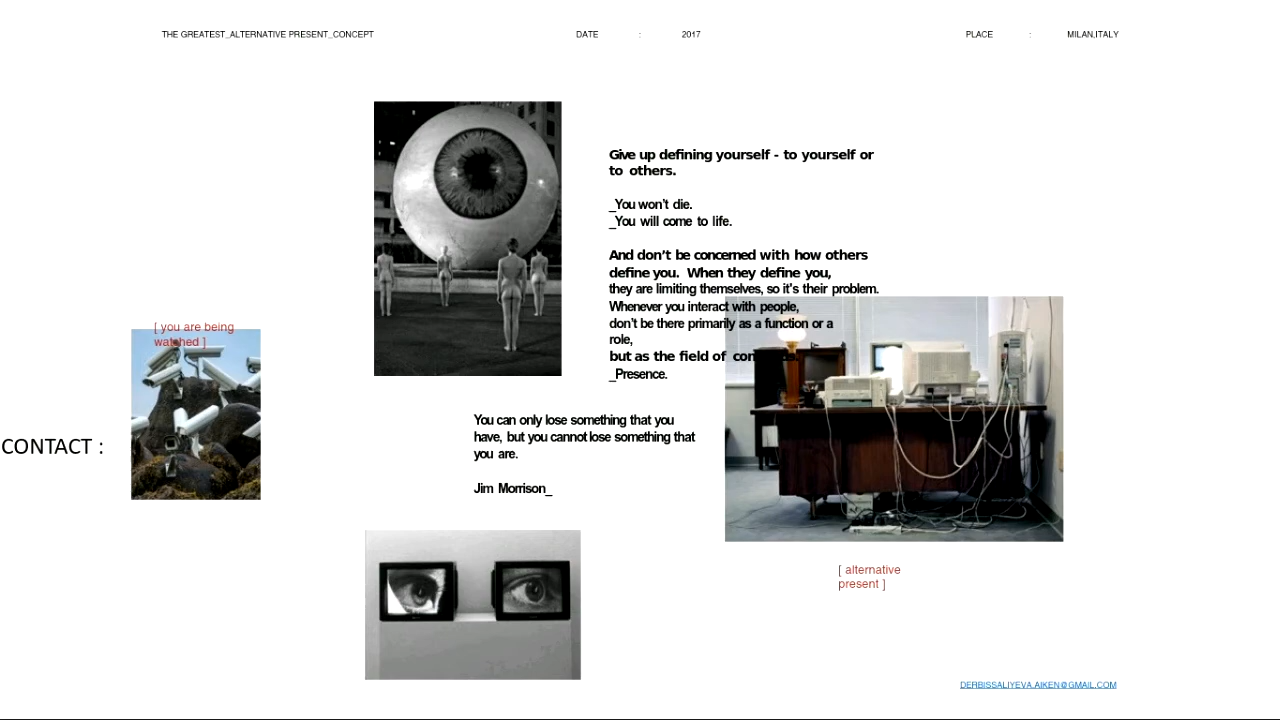 THE GREATEST_ALTERNATIVE PRESENT_CONCEPT
DATE : 2017
PLACE : MILAN,ITALY
Give up defining yourself - to yourself or
to others.
_You won't die.
_You will come to life.
And don't be concerned with how others
define you. When they define you,
they are limiting themselves, so it's their problem.
Whenever you interact with people,
don't be there primarily as a function or a
role,
but as the field of
_Presence.
[ you are being
watched ]
CONTACT :
You can only lose something that you
have, but you cannot lose something that
you are.
Jim Morrison_
[ alternative
present ]
DERBISSALIYEVA.AIKEN@GMAIL.COM